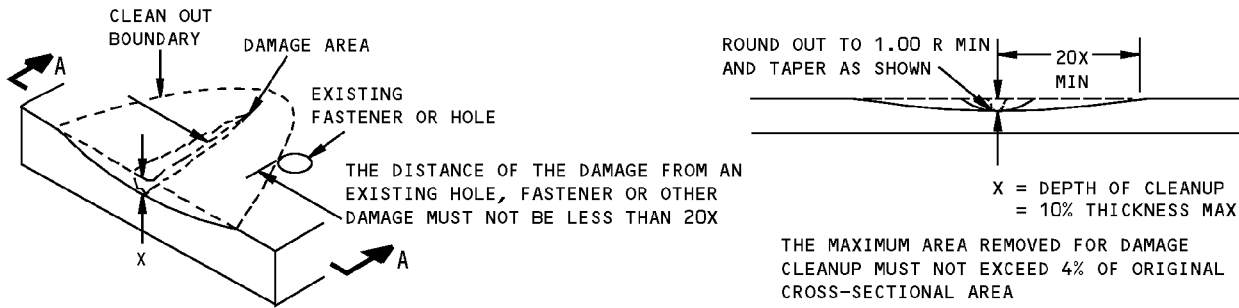 CLEAN OUT
BOUNDARY
DAMAGE AREA
A
EXISTING
FASTENER OR HOLE
THE DISTANCE OF THE DAMAGE FROM AN
EXISTING HOLE, FASTENER OR OTHER
DAMAGE MUST NOT BE LESS THAN 20X
X
A
ROUND OUT TO 1.00 R MIN
AND TAPER AS SHOWN
20X
MIN
X = DEPTH OF CLEANUP
= 10% THICKNESS MAX
THE MAXIMUM AREA REMOVED FOR DAMAGE
CLEANUP MUST NOT EXCEED 4% OF ORIGINAL
CROSS-SECTIONAL AREA